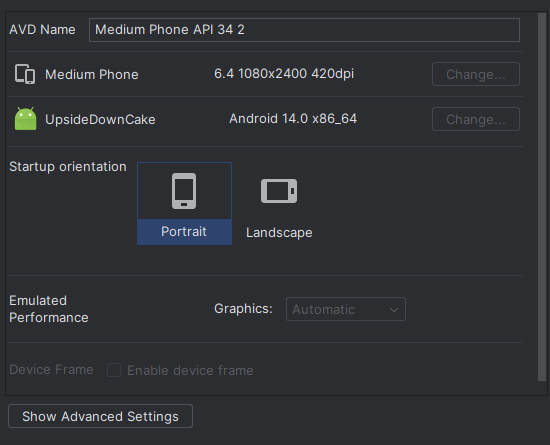 AVD Name Medium Phone API 34 2
Medium Phone 6.4 1080x2400 420dpi Change...
UpsideDownCake Android 14.0 x86_64 Change...
Startup orientation
Portrait
Landscape
Emulated
Performance
Graphics: Automatic
Device Frame Enable device frame
Show Advanced Settings